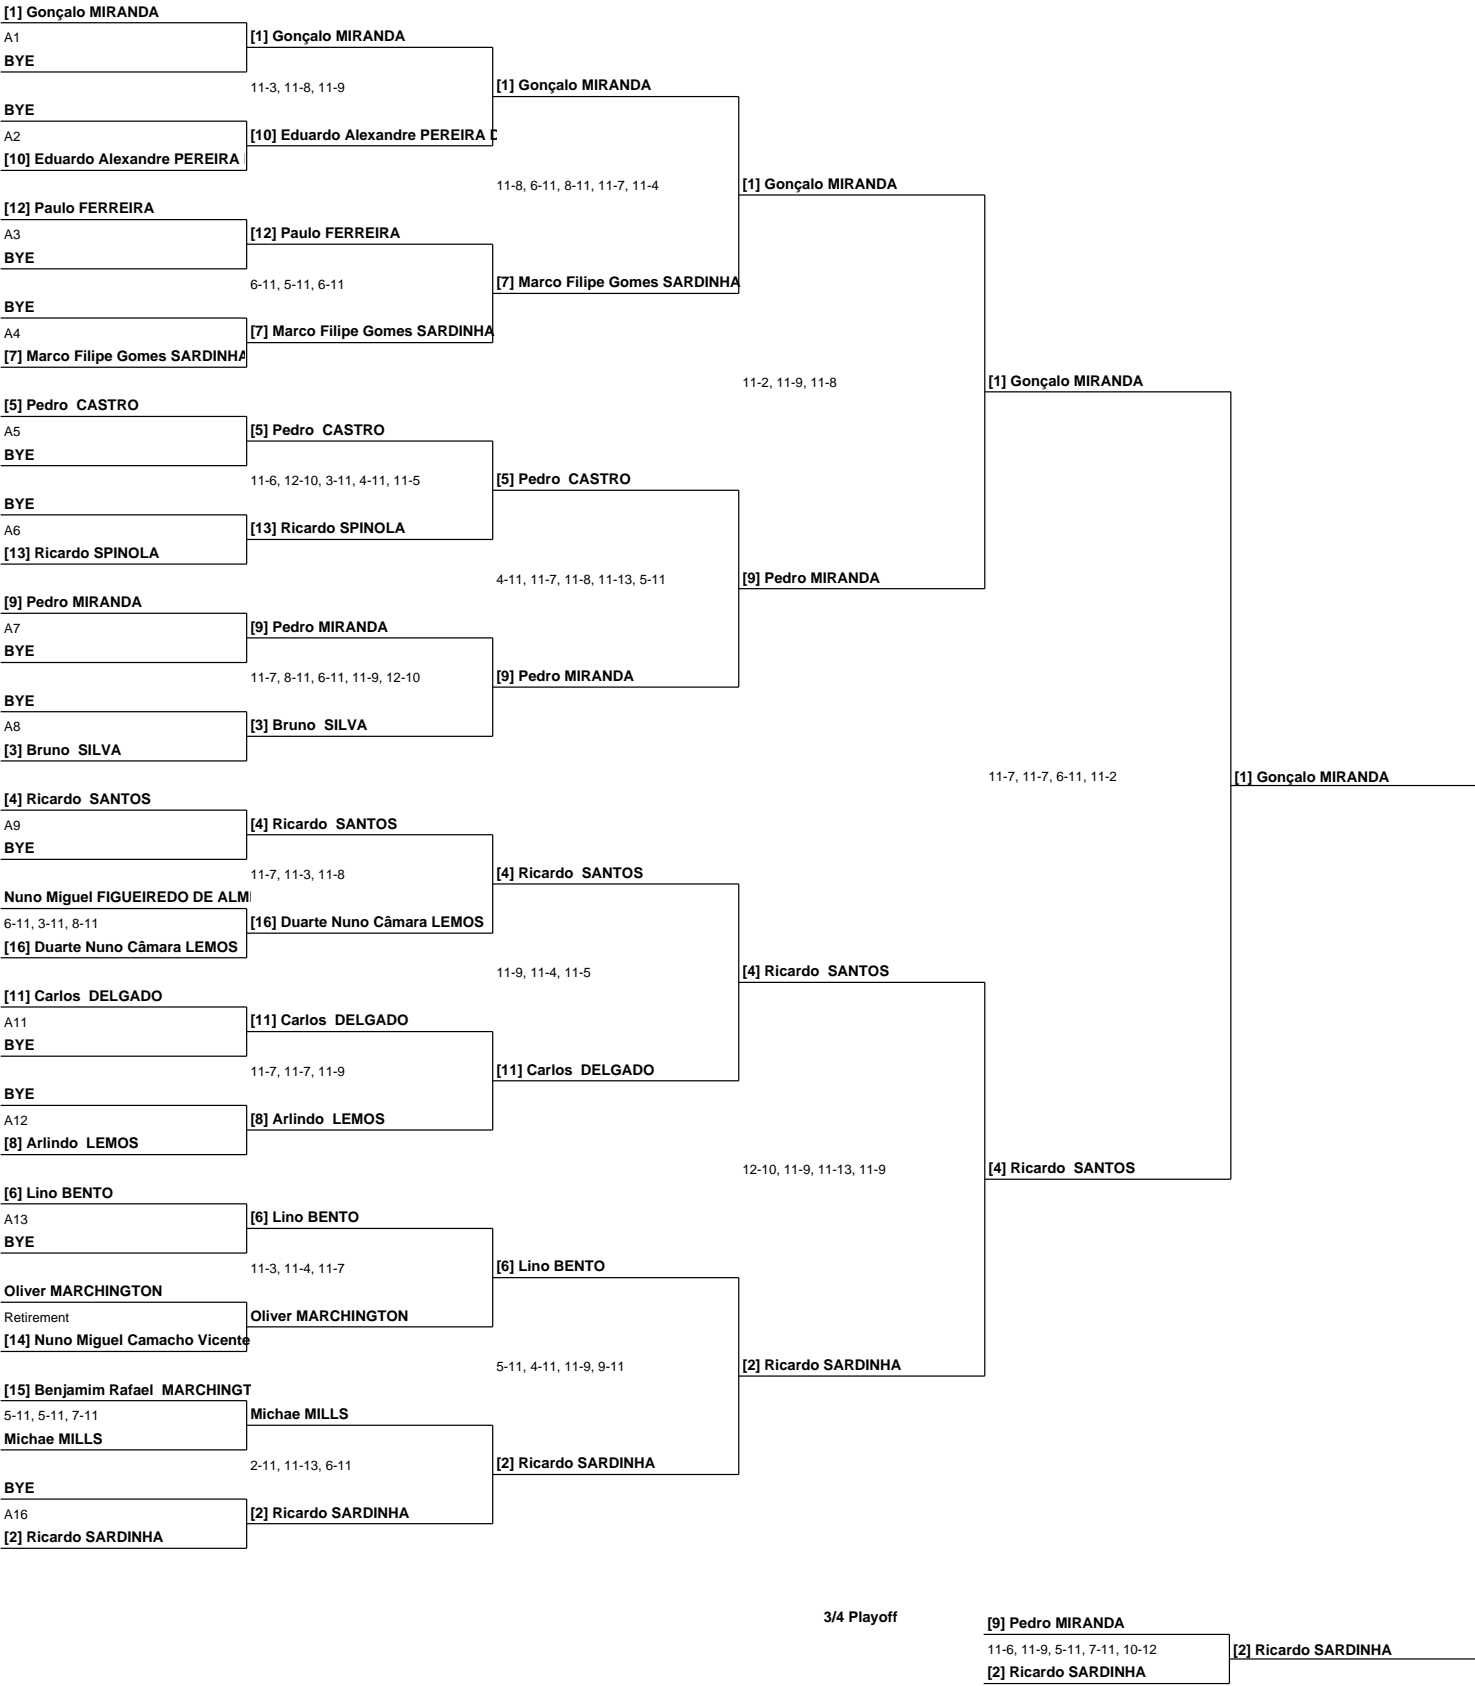 [1] Gonçalo MIRANDA
A1
[1] Gonçalo MIRANDA
BYE
11-3, 11-8, 11-9
[1] Gonçalo MIRANDA
BYE
A2
[10] Eduardo Alexandre PEREIRA D
[10] Eduardo Alexandre PEREIRA
11-8, 6-11, 8-11, 11-7, 11-4
[1] Gonçalo MIRANDA
[12] Paulo FERREIRA
A3
[12] Paulo FERREIRA
BYE
6-11, 5-11, 6-11
[7] Marco Filipe Gomes SARDINHA
BYE
A4
[7] Marco Filipe Gomes SARDINHA
[7] Marco Filipe Gomes SARDINHA
11-2, 11-9, 11-8
[1] Gonçalo MIRANDA
[5] Pedro  CASTRO
A5
[5] Pedro  CASTRO
BYE
11-6, 12-10, 3-11, 4-11, 11-5
[5] Pedro  CASTRO
BYE
A6
[13] Ricardo SPINOLA
[13] Ricardo SPINOLA
4-11, 11-7, 11-8, 11-13, 5-11
[9] Pedro MIRANDA
[9] Pedro MIRANDA
A7
[9] Pedro MIRANDA
BYE
11-7, 8-11, 6-11, 11-9, 12-10
[9] Pedro MIRANDA
BYE
A8
[3] Bruno  SILVA
[3] Bruno  SILVA
11-7, 11-7, 6-11, 11-2
[1] Gonçalo MIRANDA
[4] Ricardo  SANTOS
A9
[4] Ricardo  SANTOS
BYE
11-7, 11-3, 11-8
[4] Ricardo  SANTOS
Nuno Miguel FIGUEIREDO DE ALM
6-11, 3-11, 8-11
[16] Duarte Nuno Câmara LEMOS
[16] Duarte Nuno Câmara LEMOS
11-9, 11-4, 11-5
[4] Ricardo  SANTOS
[11] Carlos  DELGADO
A11
[11] Carlos  DELGADO
BYE
11-7, 11-7, 11-9
[11] Carlos  DELGADO
BYE
A12
[8] Arlindo  LEMOS
[8] Arlindo  LEMOS
12-10, 11-9, 11-13, 11-9
[4] Ricardo  SANTOS
[6] Lino BENTO
A13
[6] Lino BENTO
BYE
11-3, 11-4, 11-7
[6] Lino BENTO
Oliver MARCHINGTON
Retirement
Oliver MARCHINGTON
[14] Nuno Miguel Camacho Vicente
5-11, 4-11, 11-9, 9-11
[2] Ricardo SARDINHA
[15] Benjamim Rafael  MARCHINGT
5-11, 5-11, 7-11
Michae MILLS
Michae MILLS
2-11, 11-13, 6-11
[2] Ricardo SARDINHA
BYE
A16
[2] Ricardo SARDINHA
[2] Ricardo SARDINHA
3/4 Playoff
[9] Pedro MIRANDA
11-6, 11-9, 5-11, 7-11, 10-12
[2] Ricardo SARDINHA
[2] Ricardo SARDINHA